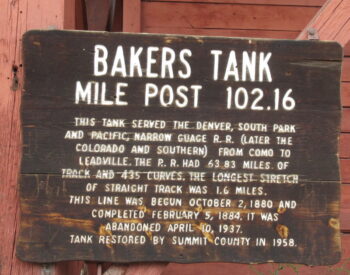 BAKERS TANK
MILE POST 102.16
THIS TANK SERVED THE DENVER, SOUTH PARK
AND PACIFIC, NARROW GUAGE R.R. (LATER THE
COLORADO AND SOUTHERN) FROM COMO TO
LEADVILLE. THE R.R. HAD 63.83 MILES OF
TRACK AND 435 CURVES, THE LONGEST STRETCH
OF STRAIGHT TRACK WAS 1.6 MILES.
THIS LINE WAS BEGUN OCTOBER 2, 1880 AND
COMPLETED FEBRUARY 5, 1884, IT WAS
ABANDONED APRIL 10, 1937.
TANK RESTORED BY SUMMIT COUNTY IN 1958.